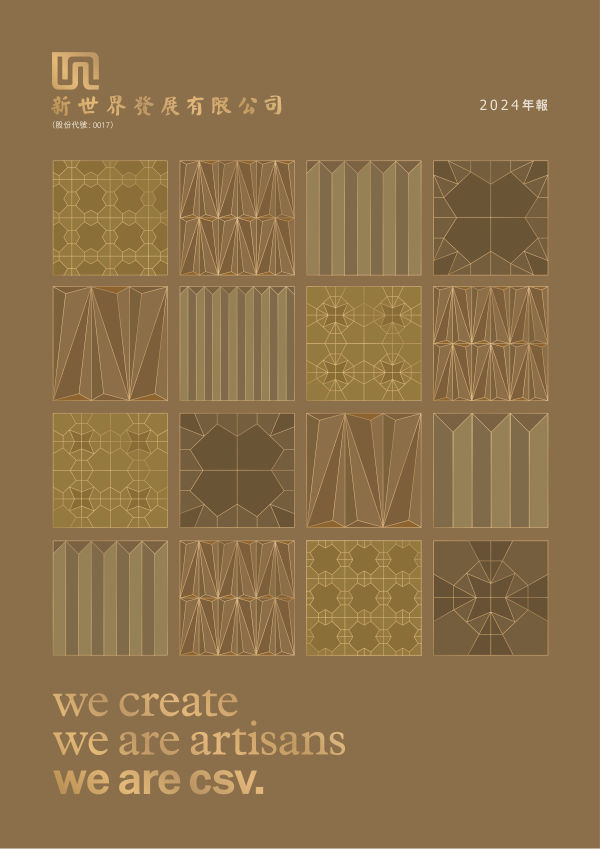 新世界發展有限公司
(股份代號: 0017)
2024年報
we create
we are artisans
we are csv.